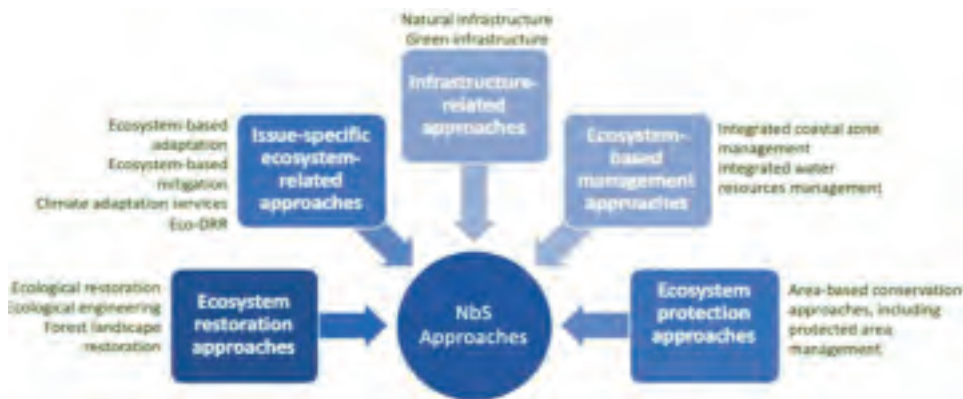 Natural infrastructure
Green infrastructure
Infrastructure-
related
approaches
Ecosystem-based
adaptation
Ecosystem-based
mitigation
Climate adaptation services
Eco-DRR
Issue-specific
ecosystem-
related
approaches
Ecosystem-
based
management
approaches
Integrated coastal zone
management
Integrated water
resources management
Ecological restoration
Ecological engineering
Forest landscape
restoration
Ecosystem
restoration
approaches
NbS
Approaches
Ecosystem
protection
approaches
Area-based conservation
approaches, including
protected area
management